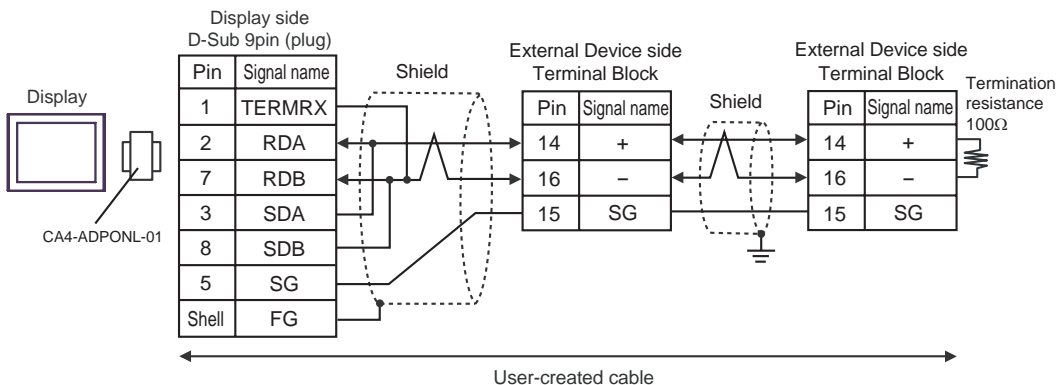 Display
CA4-ADPONL-01
Display side
D-Sub 9pin (plug)
Pin Signal name
1 TERMRX
2 RDA
7 RDB
3 SDA
8 SDB
5 SG
Shell FG
Shield
External Device side
Terminal Block
Pin Signal name
14 +
16 –
15 SG
Shield
External Device side
Terminal Block
Pin Signal name
14 +
16 –
15 SG
Termination
resistance
100Ω
User-created cable